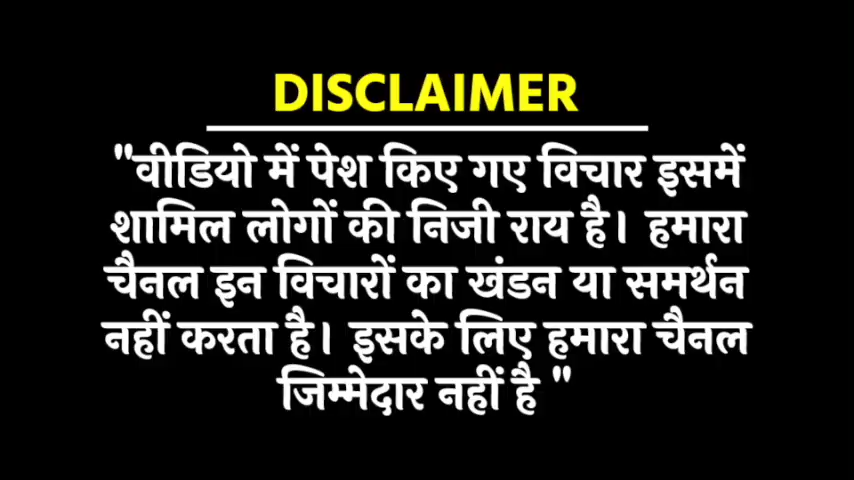 DISCLAIMER
"वीडियो में पेश किए गए विचार इसमें
शामिल लोगों की निजी राय है। हमारा
चैनल इन विचारों का खंडन या समर्थन
नहीं करता है। इसके लिए हमारा चैनल
जिम्मेदार नहीं है "